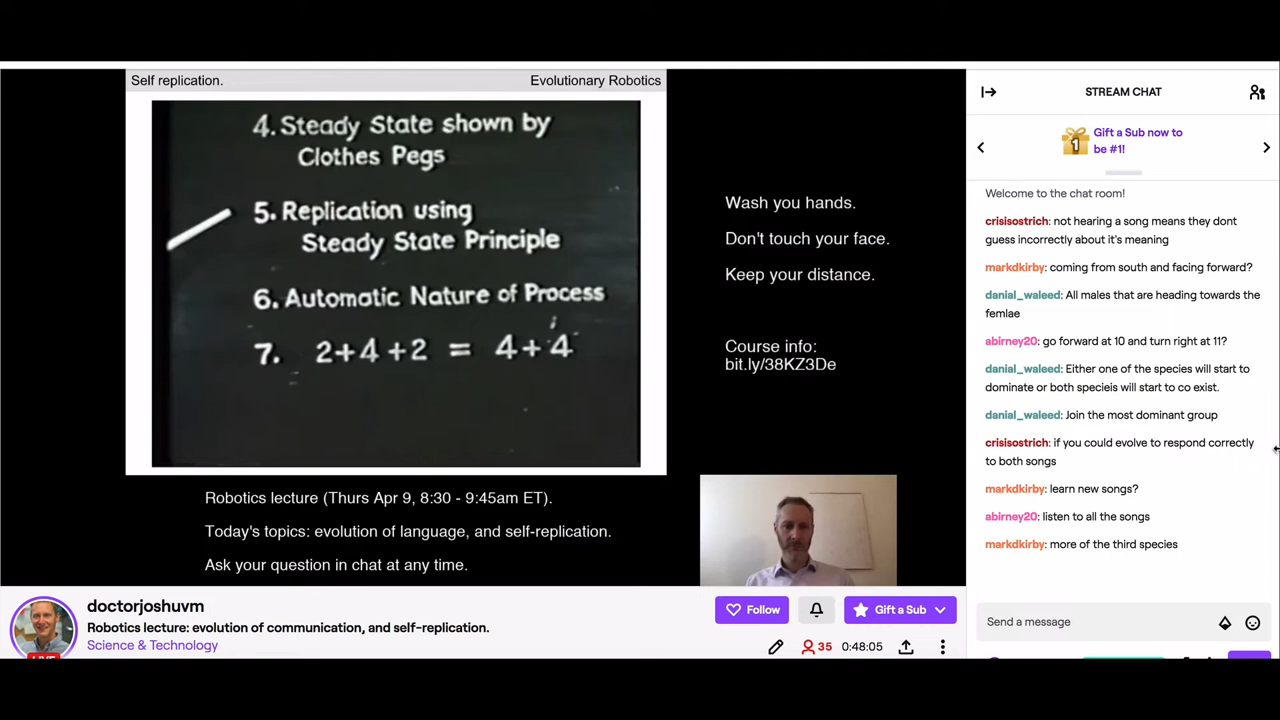 Self replication.
Evolutionary Robotics
4. Steady State shown by
Clothes Pegs
5. Replication using
Steady State Principle
6. Automatic Nature of Process
7. 2+4+2 = 4+4
Wash you hands.
Don't touch your face.
Keep your distance.
Course info:
bit.ly/38KZ3De
Robotics lecture (Thurs Apr 9, 8:30 - 9:45am ET).
Today's topics: evolution of language, and self-replication.
Ask your question in chat at any time.
doctorjoshuvm
Robotics lecture: evolution of communication, and self-replication.
Science & Technology
LIVE
Follow
Gift a Sub
35
0:48:05
STREAM CHAT
1
Gift a Sub now to
be #1!
Welcome to the chat room!
crisisostrich: not hearing a song means they dont
guess incorrectly about it's meaning
markdkirby: coming from south and facing forward?
danial_waleed: All males that are heading towards the
femlae
abirney20: go forward at 10 and turn right at 11?
danial_waleed: Either one of the species will start to
dominate or both specieis will start to co exist.
danial_waleed: Join the most dominant group
crisisostrich: if you could evolve to respond correctly
to both songs
markdkirby: learn new songs?
abirney20: listen to all the songs
markdkirby: more of the third species
Send a message